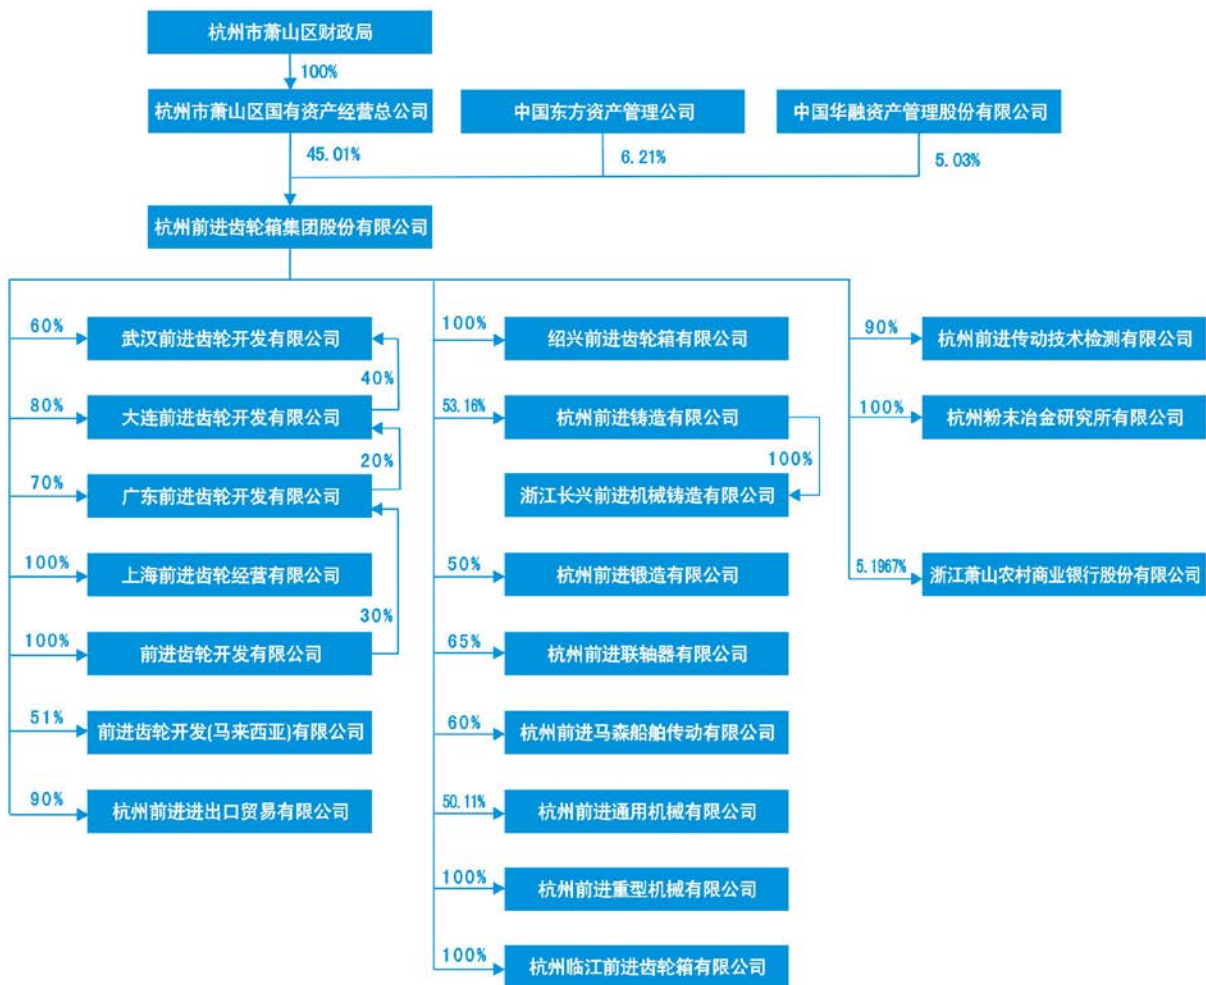 杭州市萧山区财政局
100%
杭州市萧山区国有资产经营总公司
中国东方资产管理公司
中国华融资产管理股份有限公司
45.01%
6.21%
5.03%
杭州前进齿轮箱集团股份有限公司
60%
武汉前进齿轮开发有限公司
40%
80%
大连前进齿轮开发有限公司
20%
70%
广东前进齿轮开发有限公司
100%
上海前进齿轮经营有限公司
30%
100%
前进齿轮开发有限公司
51%
前进齿轮开发(马来西亚)有限公司
90%
杭州前进进出口贸易有限公司
100%
绍兴前进齿轮箱有限公司
53.16%
杭州前进铸造有限公司
100%
浙江长兴前进机械铸造有限公司
50%
杭州前进锻造有限公司
65%
杭州前进联轴器有限公司
60%
杭州前进马森船舶传动有限公司
50.11%
杭州前进通用机械有限公司
100%
杭州前进重型机械有限公司
100%
杭州临江前进齿轮箱有限公司
90%
杭州前进传动技术检测有限公司
100%
杭州粉末冶金研究所有限公司
5.1967%
浙江萧山农村商业银行股份有限公司